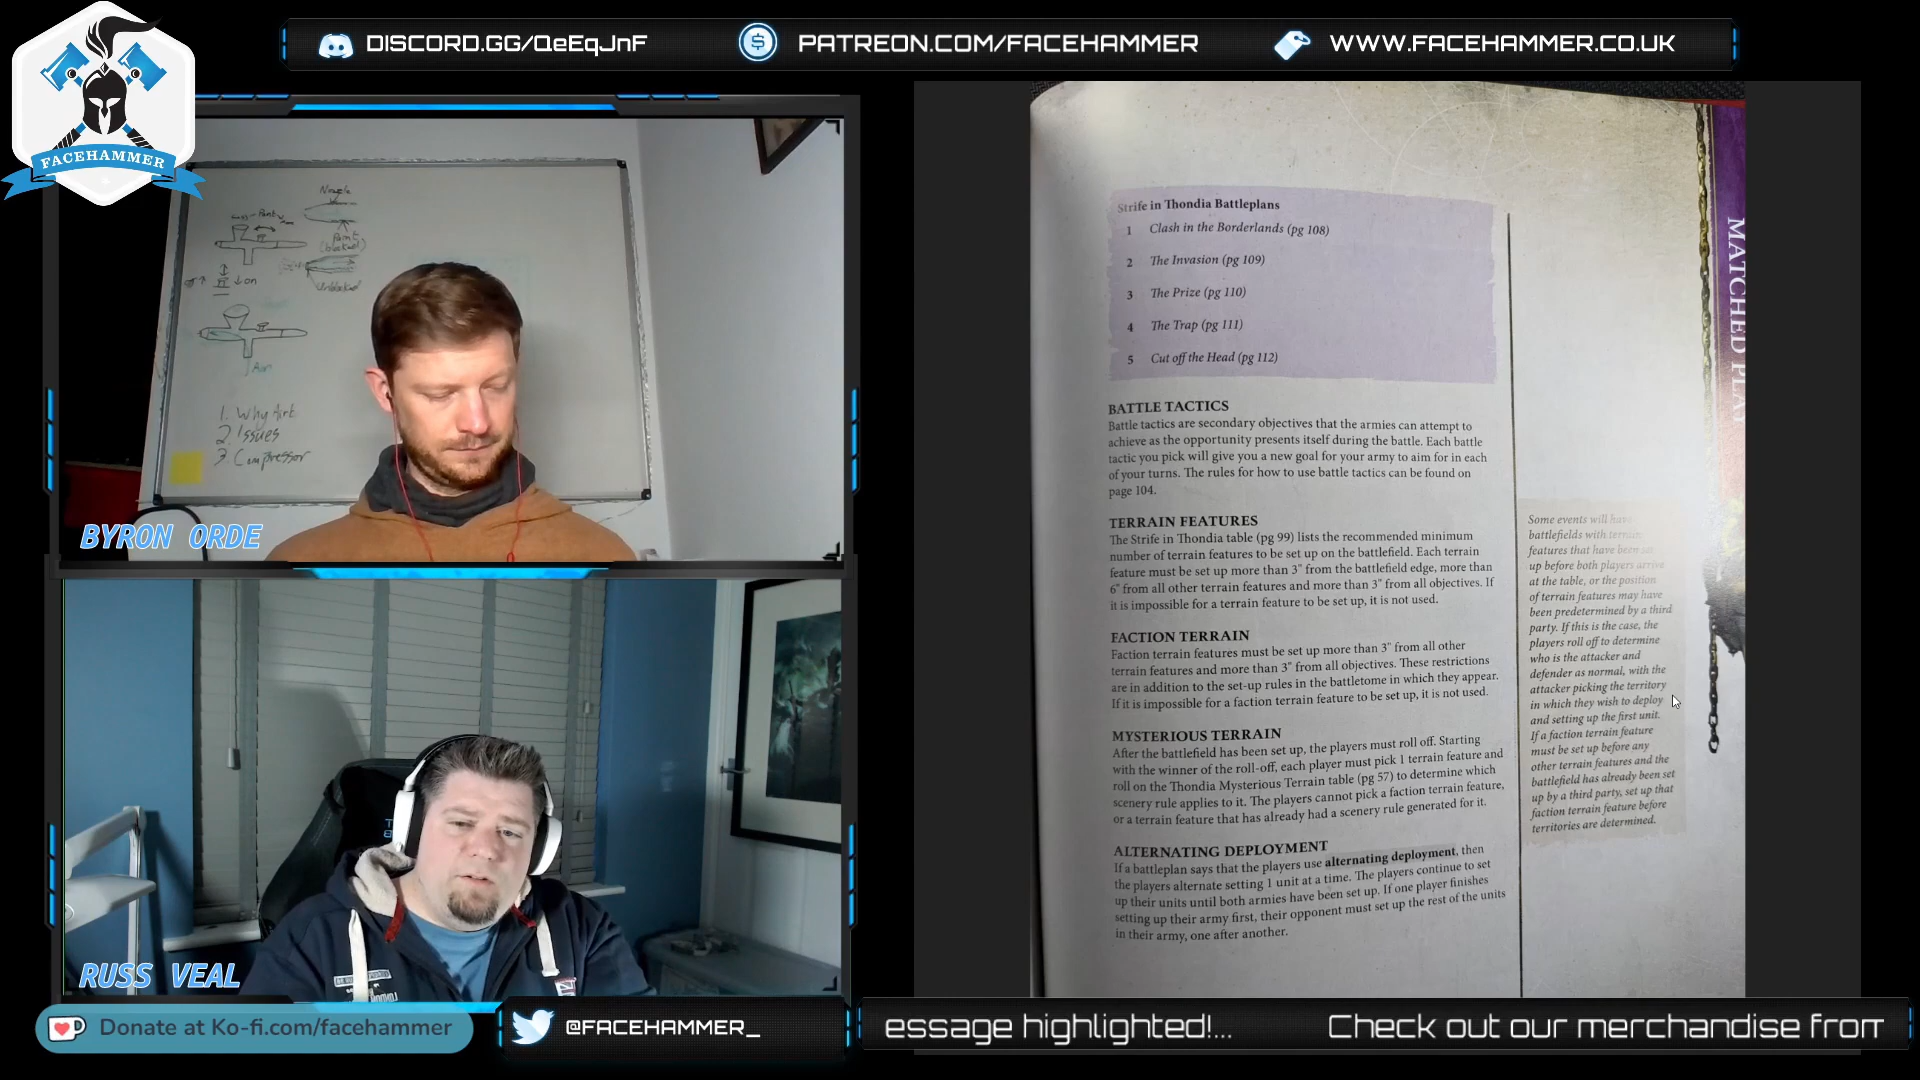 FACEHAMMER
DISCORD.GG/QeEqJnF
PATREON.COM/FACEHAMMER
WWW.FACEHAMMER.CO.UK
1. Why Airb
2. Issues
3. Compressor
BYRON ORDE
RUSS VEAL
Strife in Thondia Battleplans
1 Clash in the Borderlands (pg 108)
2 The Invasion (pg 109)
3 The Prize (pg 110)
4 The Trap (pg 111)
5 Cut off the Head (pg 112)
BATTLE TACTICS
Battle tactics are secondary objectives that the armies can attempt to
achieve as the opportunity presents itself during the battle. Each battle
tactic you pick will give you a new goal for your army to aim for in each
of your turns. The rules for how to use battle tactics can be found on
page 104.
TERRAIN FEATURES
The Strife in Thondia table (pg 99) lists the recommended minimum
number of terrain features to be set up on the battlefield. Each terrain
feature must be set up more than 3" from the battlefield edge, more than
6" from all other terrain features and more than 3" from all objectives. If
it is impossible for a terrain feature to be set up, it is not used.
FACTION TERRAIN
Faction terrain features must be set up more than 3" from all other
terrain features and more than 3" from all objectives. These restrictions
are in addition to the set-up rules in the battletome in which they appear.
If it is impossible for a faction terrain feature to be set up, it is not used.
MYSTERIOUS TERRAIN
After the battlefield has been set up, the players must roll off. Starting
with the winner of the roll-off, each player must pick 1 terrain feature and
roll on the Thondia Mysterious Terrain table (pg 57) to determine which
scenery rule applies to it. The players cannot pick a faction terrain feature,
or a terrain feature that has already had a scenery rule generated for it.
ALTERNATING DEPLOYMENT
If a battleplan says that the players use alternating deployment, then
the players alternate setting 1 unit at a time. The players continue to set
up their units until both armies have been set up. If one player finishes
setting up their army first, their opponent must set up the rest of the units
in their army, one after another.
Some events will have
battlefields with terrain
features that have been set
up before both players arrive
at the table, or the position
of terrain features may have
been predetermined by a third
party. If this is the case, the
players roll off to determine
who is the attacker and
defender as normal, with the
attacker picking the territory
in which they wish to deploy
and setting up the first unit.
If a faction terrain feature
must be set up before any
other terrain features and the
battlefield has already been set
up by a third party, set up that
faction terrain feature before
territories are determined.
MATCHED PLAY
Donate at Ko-fi.com/facehammer
@FACEHAMMER_
essage highlighted!... Check out our merchandise from